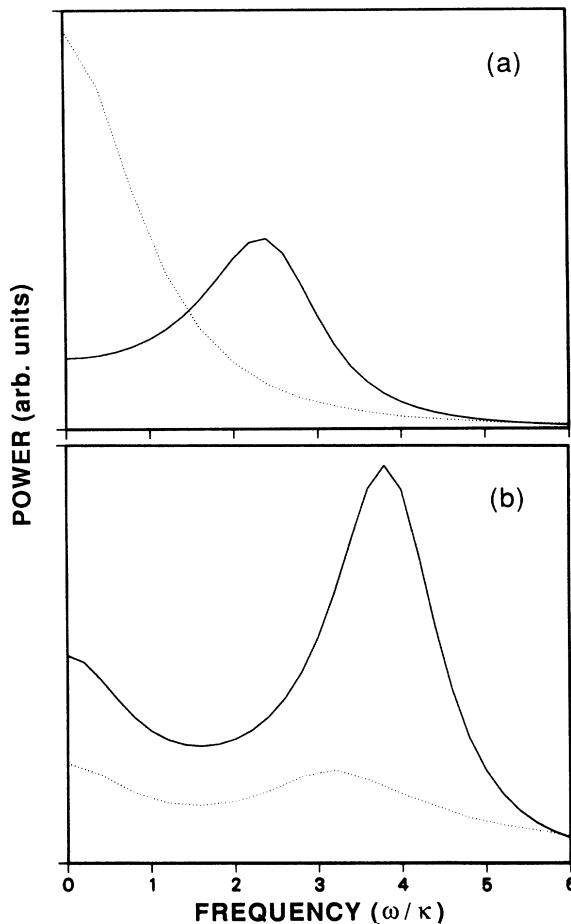 (a)
POWER (arb. units)
(b)
0 1 2 3 4 5 6
FREQUENCY (ω/κ)